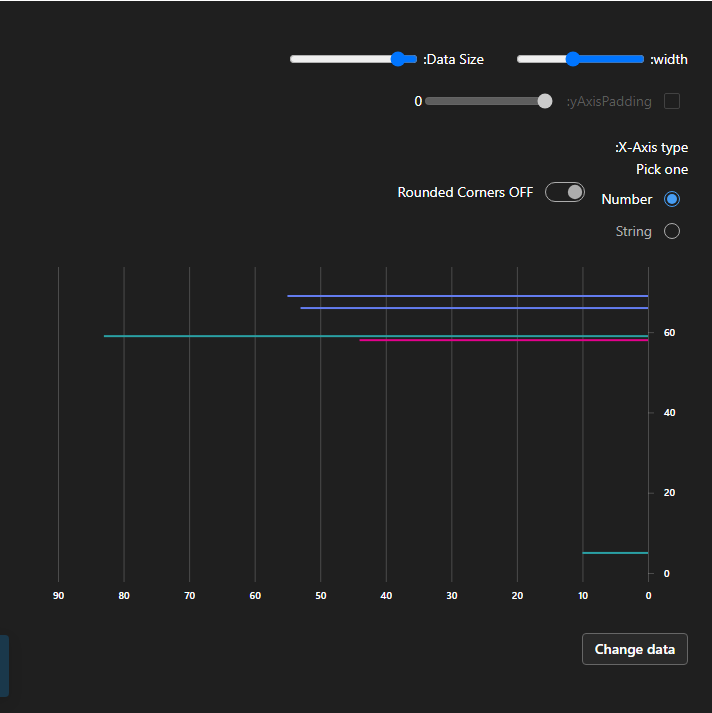 :width
:Data Size
:yAxisPadding
0
:X-Axis type
Pick one
Number
Rounded Corners OFF
String
60
40
20
0
90 80 70 60 50 40 30 20 10 0
Change data